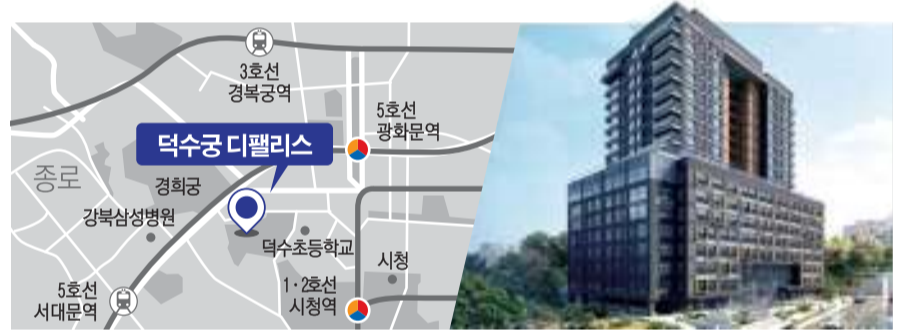 3호선
경복궁역
5호선
광화문역
덕수궁 디팰리스
종로
경희궁
강북삼성병원
덕수초등학교
시청
1·2호선
시청역
5호선
서대문역